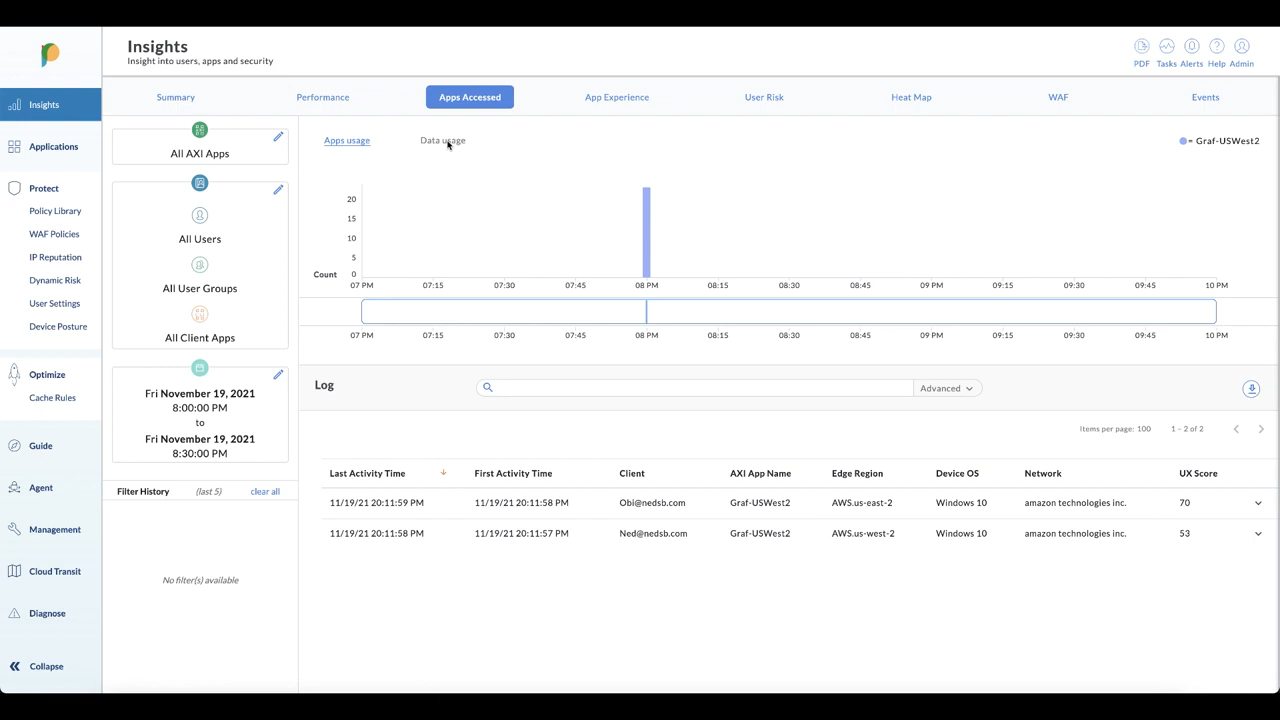 Insights
Insight into users, apps and security
PDF Tasks Alerts Help Admin
Insights
Applications
Protect
Policy Library
WAF Policies
IP Reputation
Dynamic Risk
User Settings
Device Posture
Optimize
Cache Rules
Guide
Agent
Management
Cloud Transit
Diagnose
Collapse
Summary Performance Apps Accessed App Experience User Risk Heat Map WAF Events
All AXI Apps
All Users
All User Groups
All Client Apps
Fri November 19, 2021
8:00:00 PM
to
Fri November 19, 2021
8:30:00 PM
Filter History (last 5) clear all
No filter(s) available
Apps usage Data usage = Graf-USWest2
20
15
10
5
Count 0
07 PM 07:15 07:30 07:45 08 PM 08:15 08:30 08:45 09 PM 09:15 09:30 09:45 10 PM
07 PM 07:15 07:30 07:45 08 PM 08:15 08:30 08:45 09 PM 09:15 09:30 09:45 10 PM
Log Advanced
Items per page: 100 1 – 2 of 2
Last Activity Time First Activity Time Client AXI App Name Edge Region Device OS Network UX Score
11/19/21 20:11:59 PM 11/19/21 20:11:58 PM Obi@nedsb.com Graf-USWest2 AWS.us-east-2 Windows 10 amazon technologies inc. 70
11/19/21 20:11:58 PM 11/19/21 20:11:57 PM Ned@nedsb.com Graf-USWest2 AWS.us-west-2 Windows 10 amazon technologies inc. 53